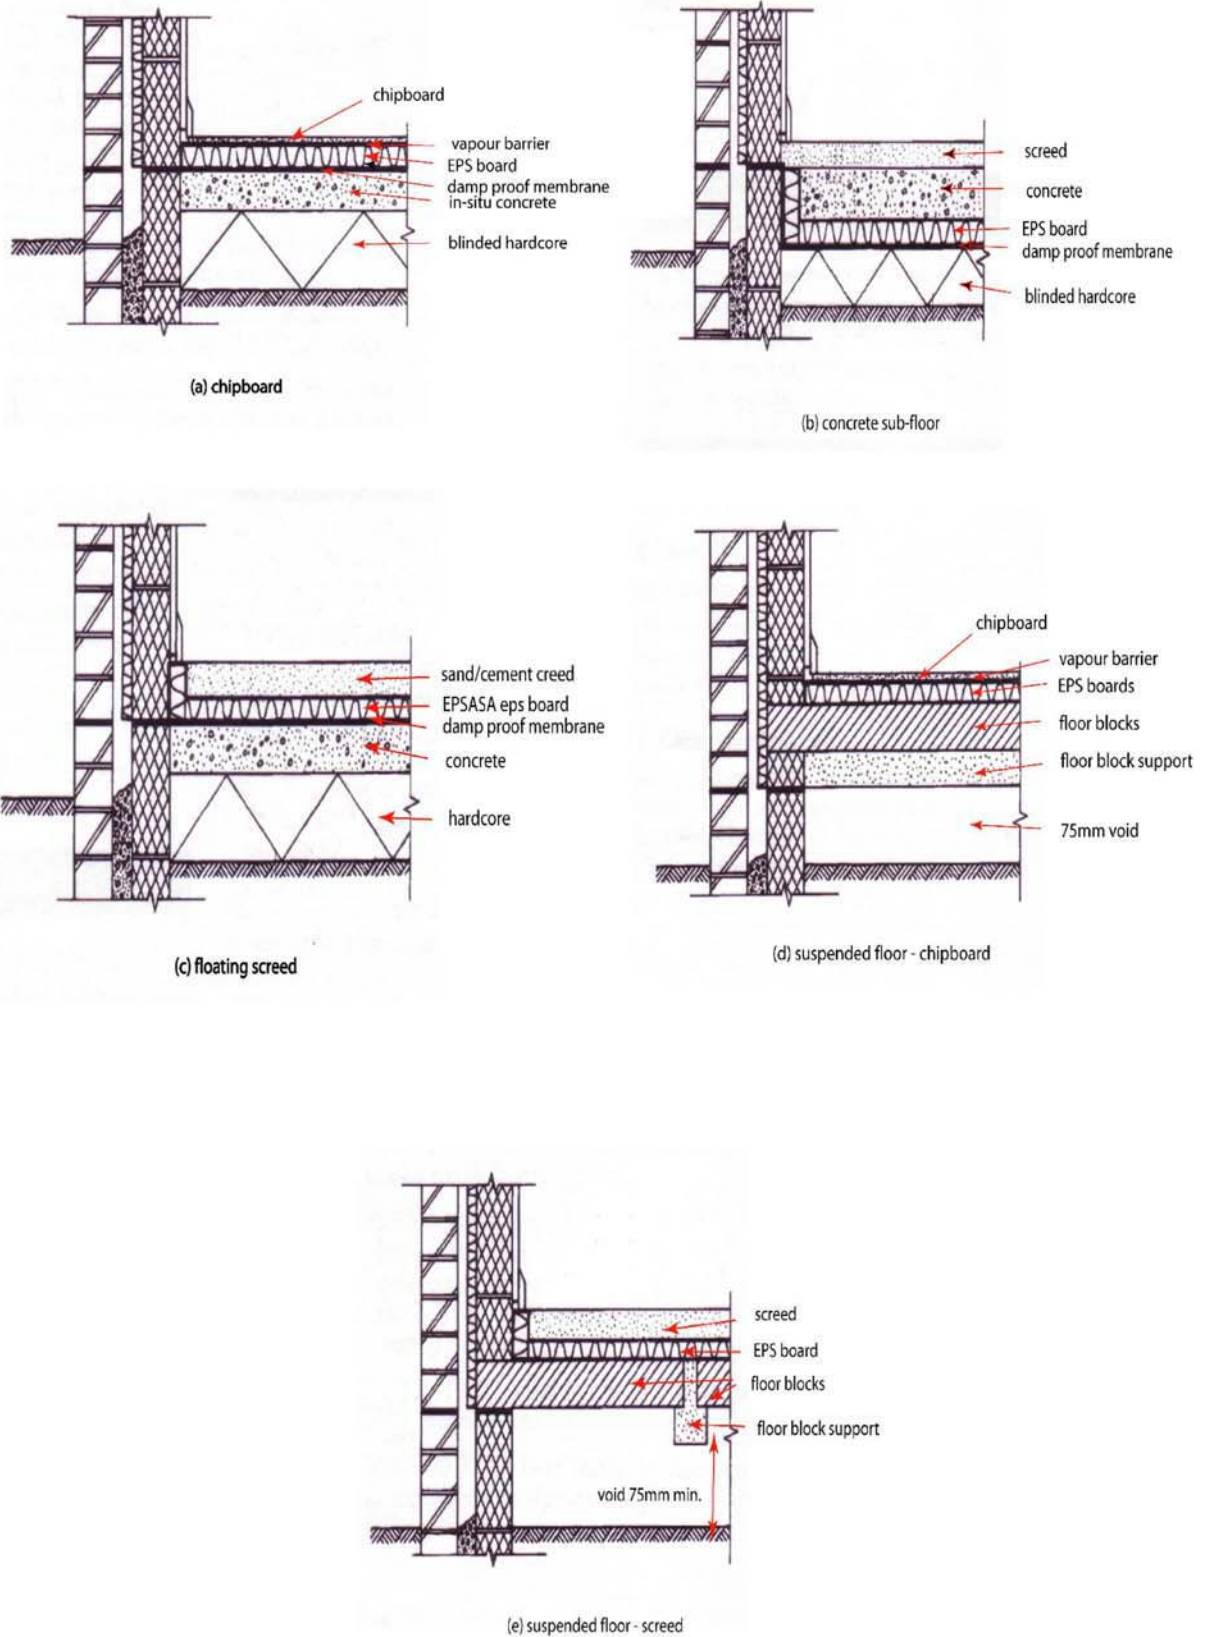 chipboard
vapour barrier
EPS board
damp proof membrane
in-situ concrete
blinded hardcore
(a) chipboard
screed
concrete
EPS board
damp proof membrane
blinded hardcore
(b) concrete sub-floor
sand/cement creed
EPSASA eps board
damp proof membrane
concrete
hardcore
(c) floating screed
chipboard
vapour barrier
EPS boards
floor blocks
floor block support
75mm void
(d) suspended floor - chipboard
screed
EPS board
floor blocks
floor block support
void 75mm min.
(e) suspended floor - screed